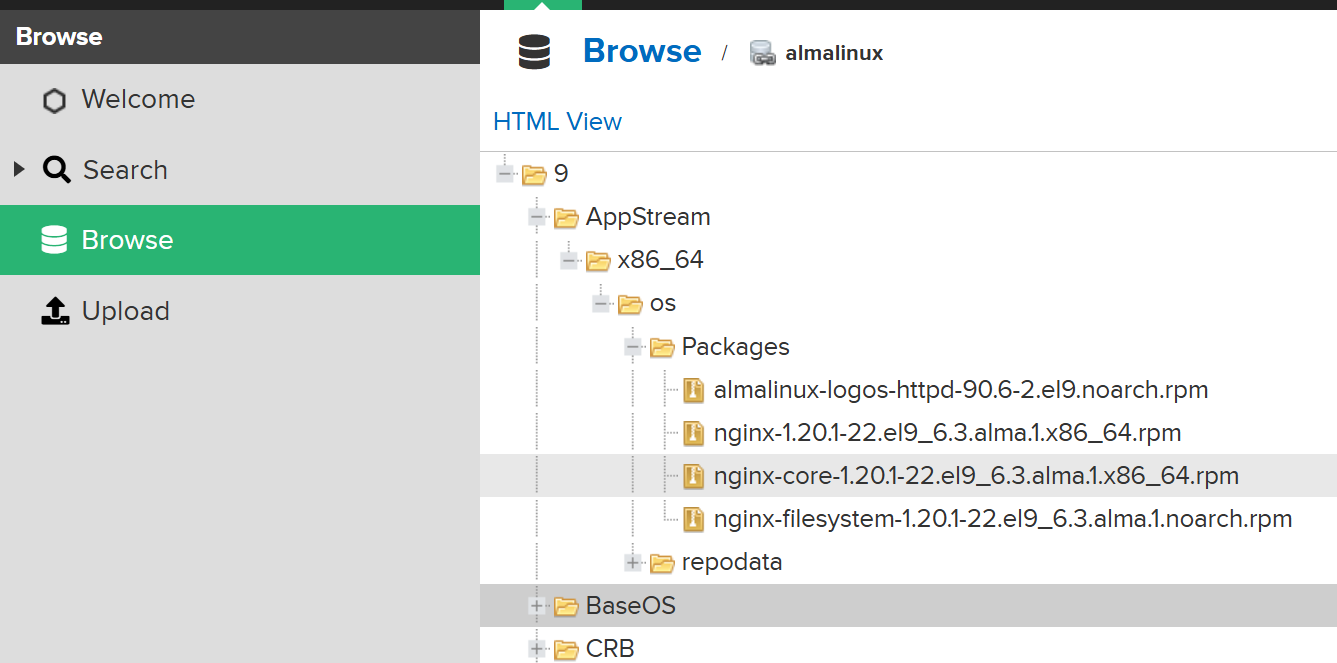 Browse
Welcome
Search
Browse
Upload
Browse / almalinux
HTML View
9
AppStream
x86_64
os
Packages
almalinux-logos-httpd-90.6-2.el9.noarch.rpm
nginx-1.20.1-22.el9_6.3.alma.1.x86_64.rpm
nginx-core-1.20.1-22.el9_6.3.alma.1.x86_64.rpm
nginx-filesystem-1.20.1-22.el9_6.3.alma.1.noarch.rpm
repodata
BaseOS
CRB